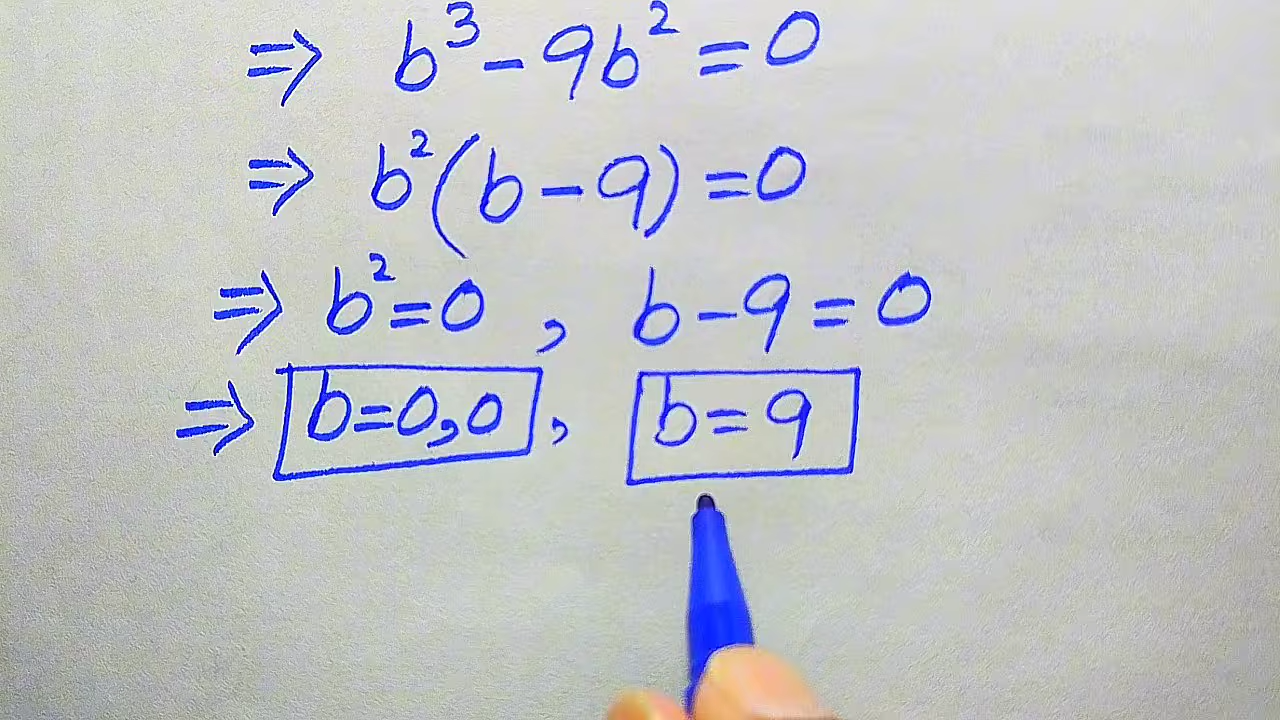 ⇒ b³ - 9b² = 0
⇒ b²(b - 9) = 0
⇒ b² = 0 , b - 9 = 0
⇒ b = 0, 0 , b = 9